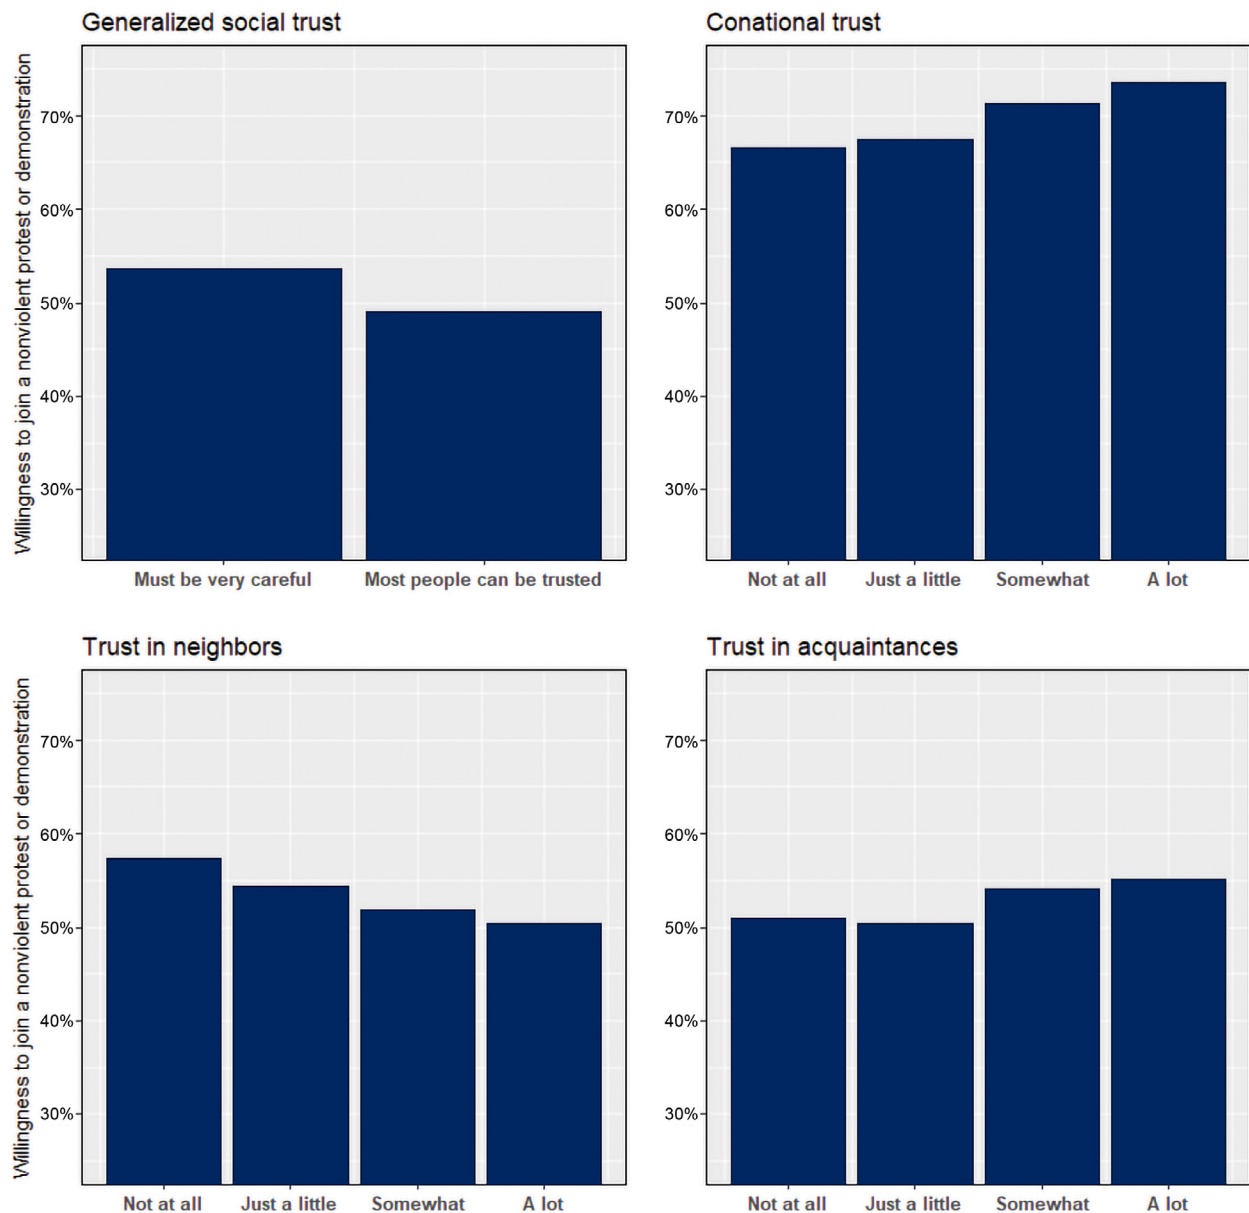 Generalized social trust
Willingness to join a nonviolent protest or demonstration
70%
60%
50%
40%
30%
Must be very careful
Most people can be trusted
Conational trust
70%
60%
50%
40%
30%
Not at all
Just a little
Somewhat
A lot
Trust in neighbors
Willingness to join a nonviolent protest or demonstration
70%
60%
50%
40%
30%
Not at all
Just a little
Somewhat
A lot
Trust in acquaintances
70%
60%
50%
40%
30%
Not at all
Just a little
Somewhat
A lot